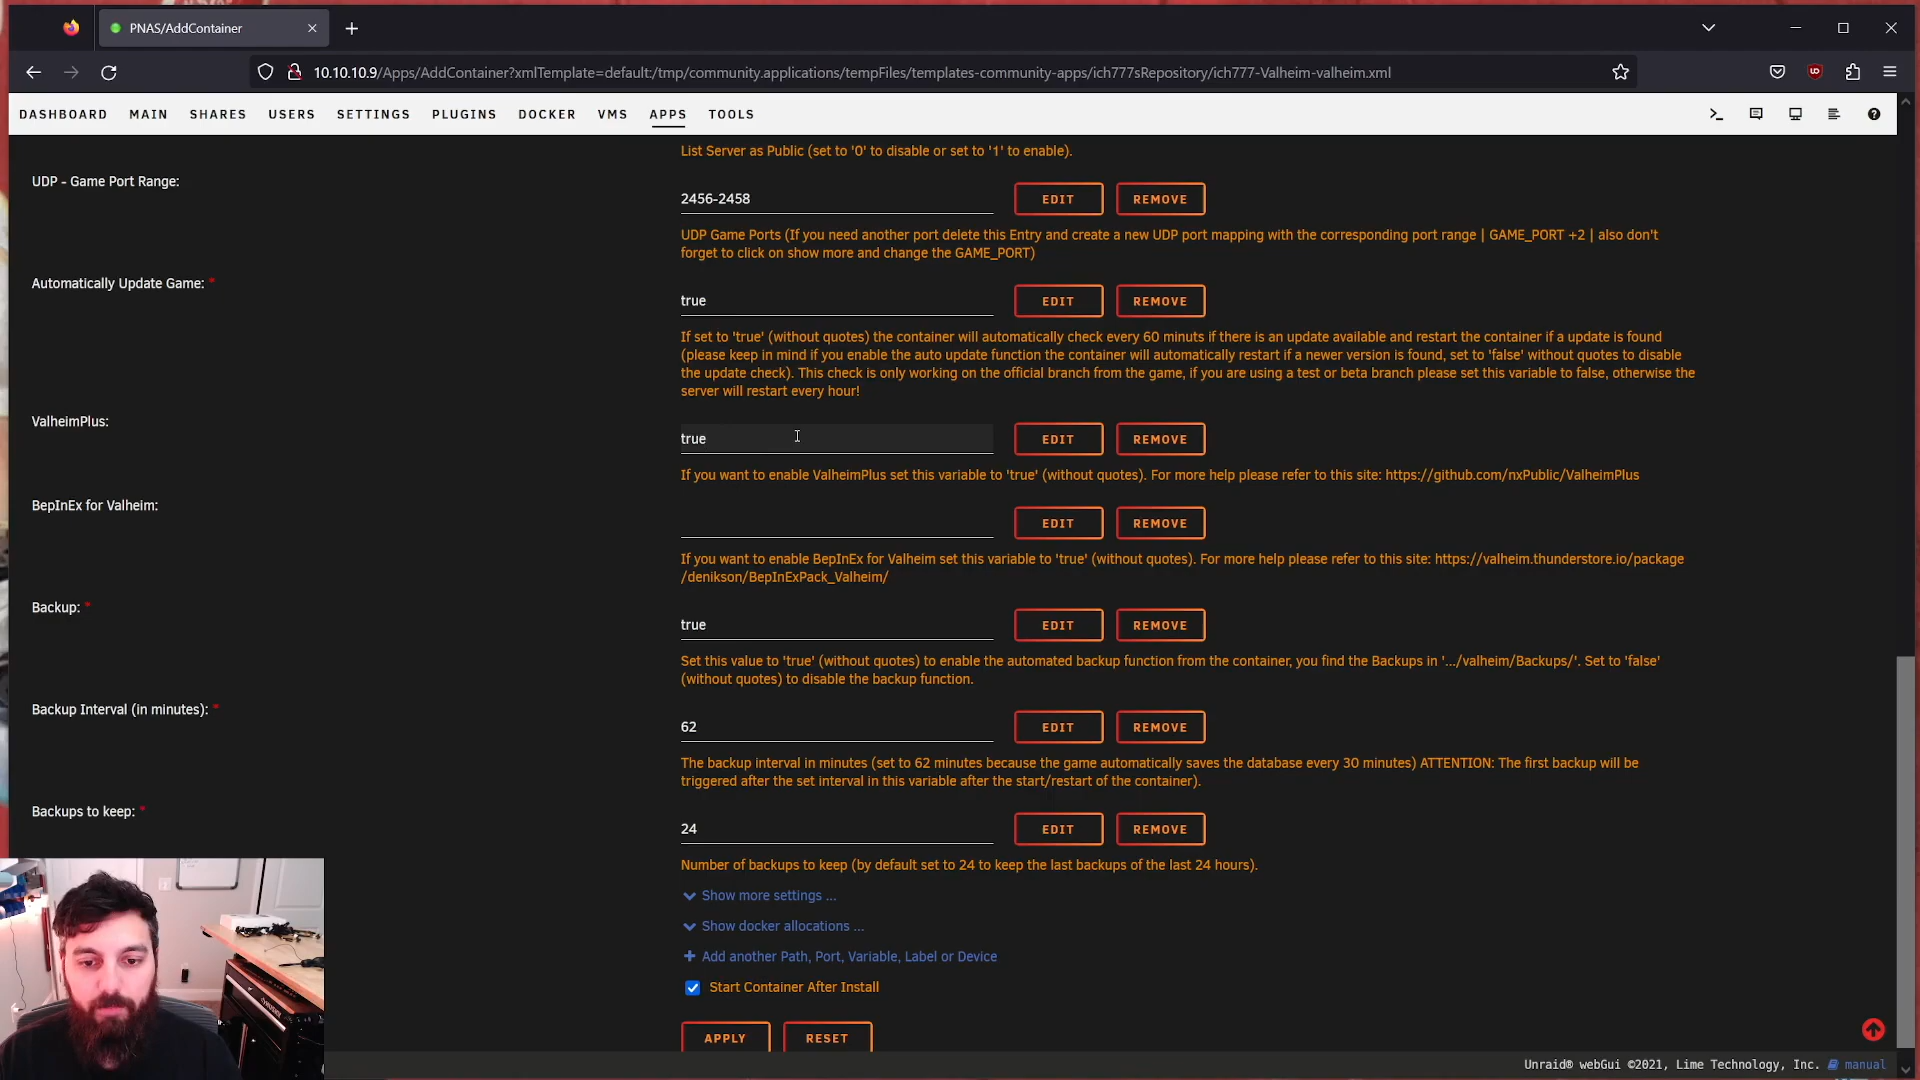 PNAS/AddContainer
10.10.10.9/Apps/AddContainer?xmlTemplate=default:/tmp/community.applications/tempFiles/templates-community-apps/ich777sRepository/ich777-Valheim-valheim.xml
DASHBOARD MAIN SHARES USERS SETTINGS PLUGINS DOCKER VMS APPS TOOLS
List Server as Public (set to '0' to disable or set to '1' to enable).
UDP - Game Port Range:
2456-2458 EDIT REMOVE
UDP Game Ports (If you need another port delete this Entry and create a new UDP port mapping with the corresponding port range | GAME_PORT +2 | also don't
forget to click on show more and change the GAME_PORT)
Automatically Update Game: *
true EDIT REMOVE
If set to 'true' (without quotes) the container will automatically check every 60 minuts if there is an update available and restart the container if a update is found
(please keep in mind if you enable the auto update function the container will automatically restart if a newer version is found, set to 'false' without quotes to disable
the update check). This check is only working on the official branch from the game, if you are using a test or beta branch please set this variable to false, otherwise the
server will restart every hour!
ValheimPlus:
true EDIT REMOVE
If you want to enable ValheimPlus set this variable to 'true' (without quotes). For more help please refer to this site: https://github.com/nxPublic/ValheimPlus
BepInEx for Valheim:
EDIT REMOVE
If you want to enable BepInEx for Valheim set this variable to 'true' (without quotes). For more help please refer to this site: https://valheim.thunderstore.io/package
/denikson/BepInExPack_Valheim/
Backup: *
true EDIT REMOVE
Set this value to 'true' (without quotes) to enable the automated backup function from the container, you find the Backups in '.../valheim/Backups/'. Set to 'false'
(without quotes) to disable the backup function.
Backup Interval (in minutes): *
62 EDIT REMOVE
The backup interval in minutes (set to 62 minutes because the game automatically saves the database every 30 minutes) ATTENTION: The first backup will be
triggered after the set interval in this variable after the start/restart of the container).
Backups to keep: *
24 EDIT REMOVE
Number of backups to keep (by default set to 24 to keep the last backups of the last 24 hours).
Show more settings ...
Show docker allocations ...
Add another Path, Port, Variable, Label or Device
Start Container After Install
APPLY RESET
Unraid® webGui ©2021, Lime Technology, Inc. manual